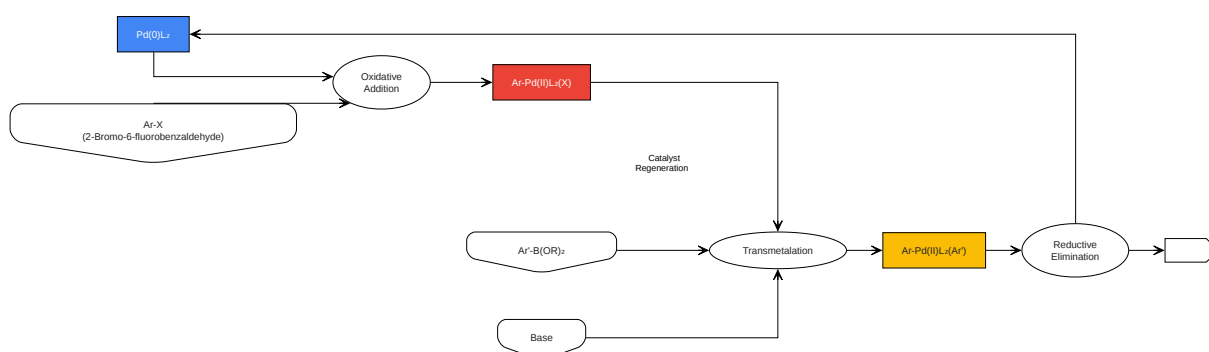 Pd(0)L₂
Oxidative
Addition
Ar-Pd(II)L₂(X)
Ar-X
(2-Bromo-6-fluorobenzaldehyde)
Catalyst
Regeneration
Ar'-B(OR)₂
Transmetalation
Ar-Pd(II)L₂(Ar')
Reductive
Elimination
Base